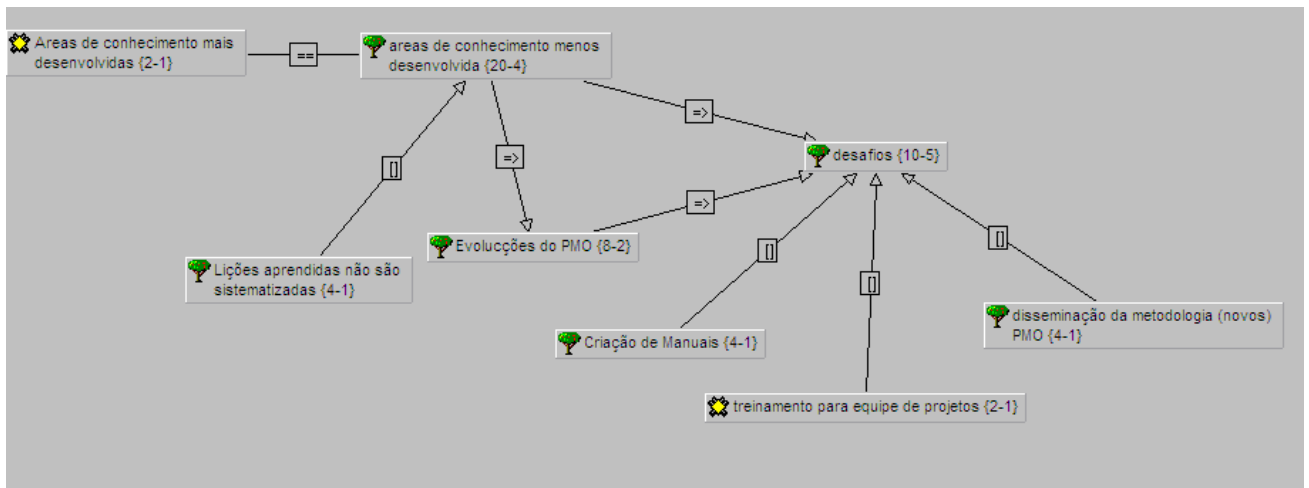 Areas de conhecimento mais
desenvolvidas {2-1}
==
areas de conhecimento menos
desenvolvida {20-4}
=>
[]
=>
desafios {10-5}
=>
Evolucções do PMO {8-2}
[]
[]
Lições aprendidas não são
sistematizadas {4-1}
[]
disseminação da metodologia (novos)
PMO {4-1}
Criação de Manuais {4-1}
treinamento para equipe de projetos {2-1}